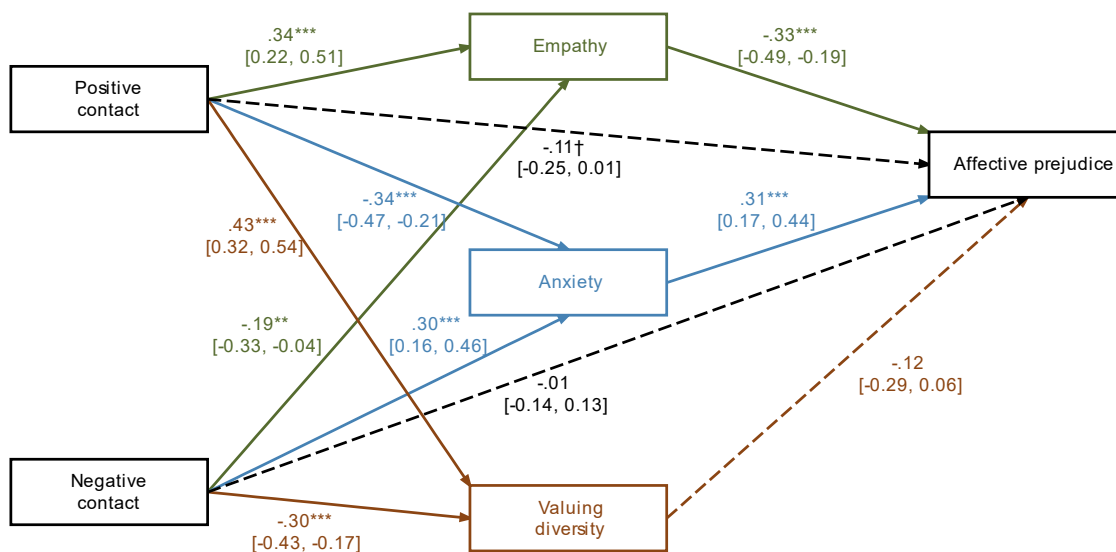 .34***
[0.22, 0.51]
Empathy
-.33***
[-0.49, -0.19]
Positive
contact
-.11†
[-0.25, 0.01]
Affective prejudice
.43***
[0.32, 0.54]
-.34***
[-0.47, -0.21]
.31***
[0.17, 0.44]
Anxiety
-.19**
[-0.33, -0.04]
.30***
[0.16, 0.46]
-.01
[-0.14, 0.13]
-.12
[-0.29, 0.06]
Negative
contact
-.30***
[-0.43, -0.17]
Valuing
diversity